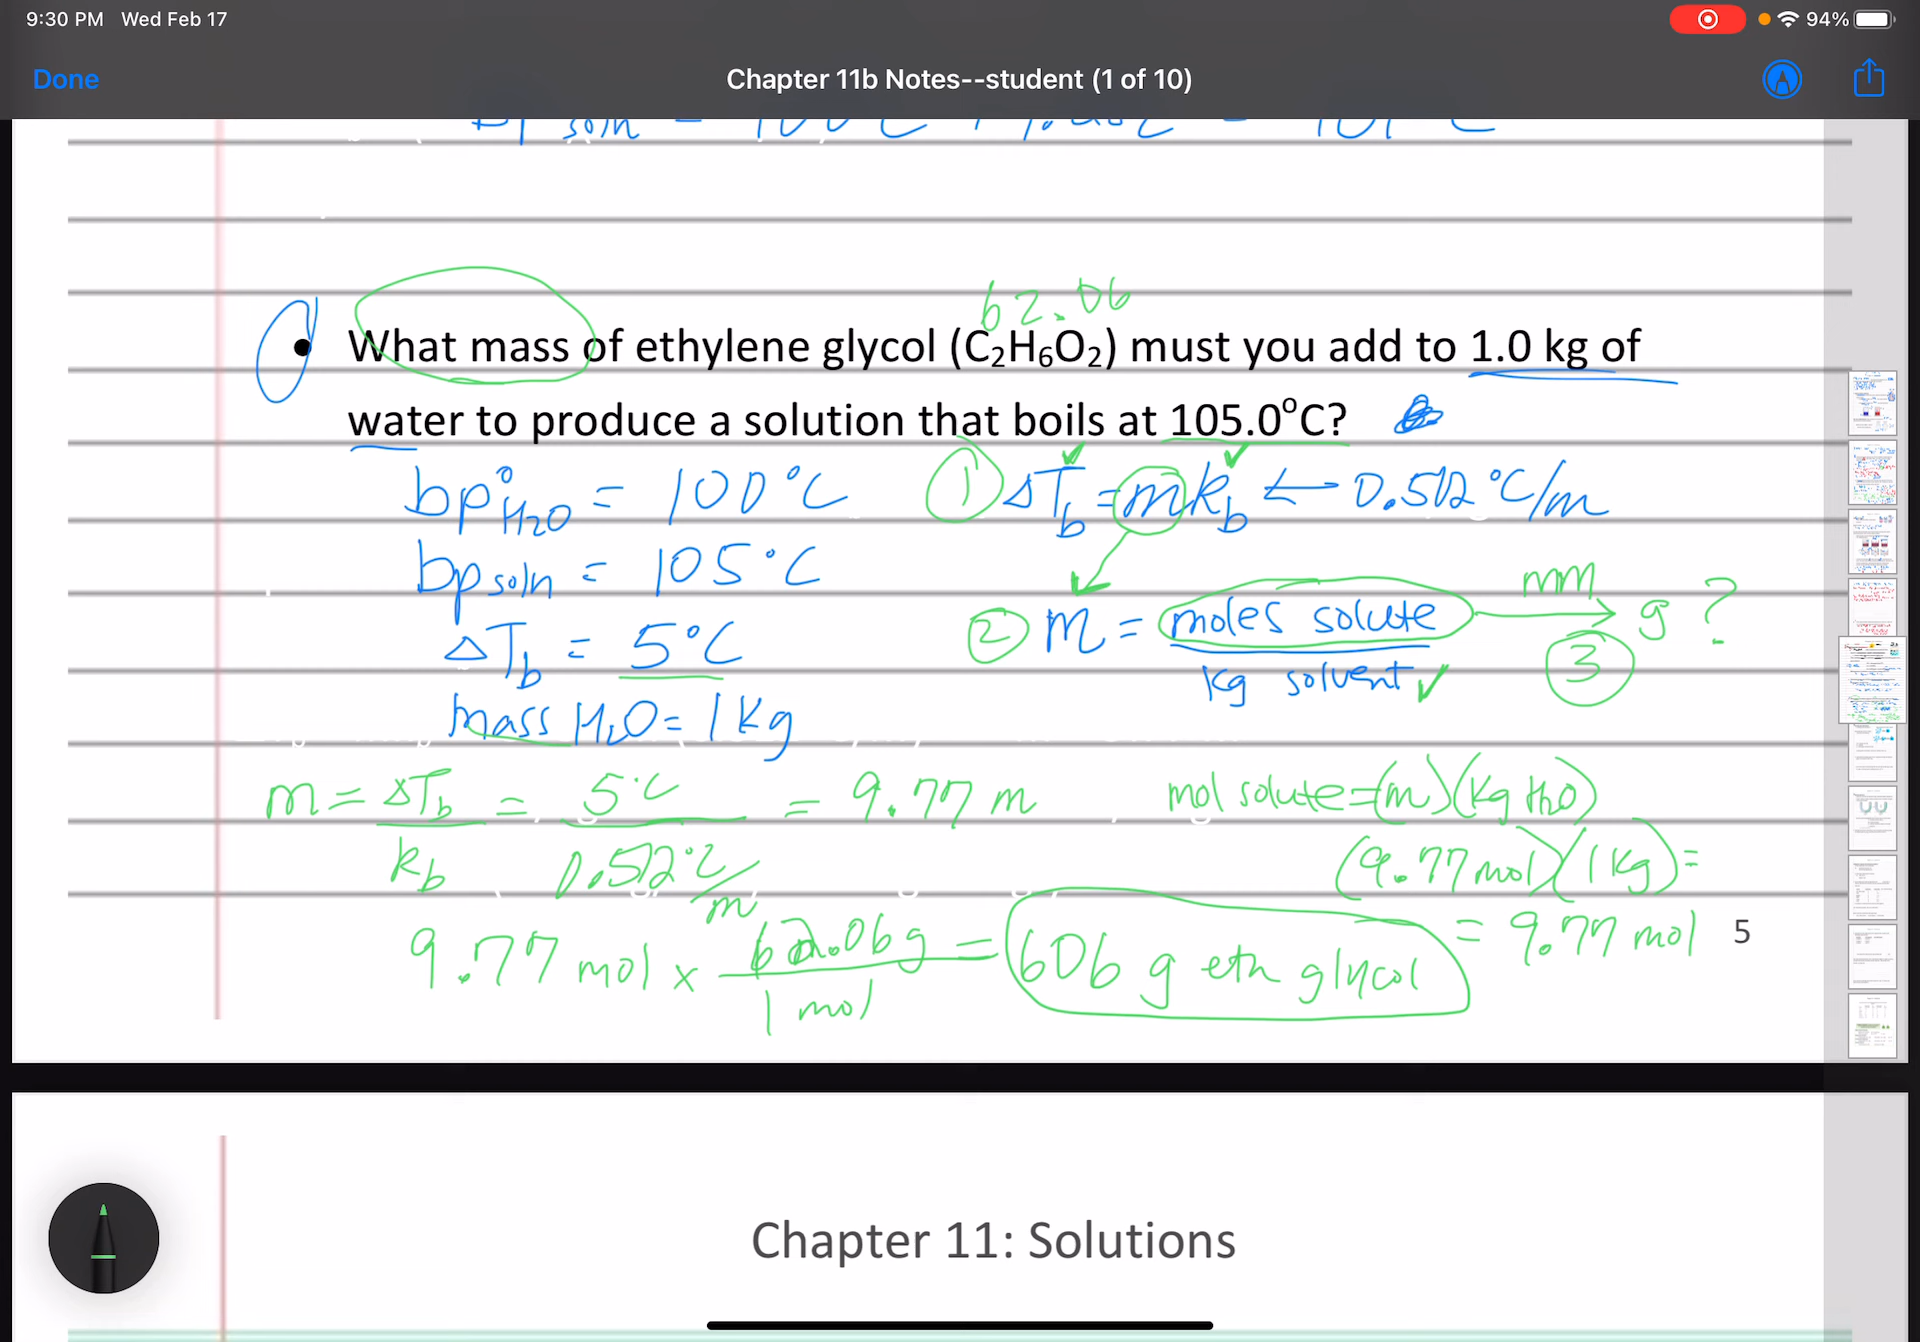 9:30 PM Wed Feb 17
94%
Done
Chapter 11b Notes--student (1 of 10)
62.06
• What mass of ethylene glycol (C₂H₆O₂) must you add to 1.0 kg of
water to produce a solution that boils at 105.0°C?
bp°H₂O = 100°C
① ΔTb = mkb ← 0.512 °C/m
bp soln = 105°C
ΔTb = 5°C
② m = moles solute / kg solvent ✓
mm
→ g ?
③
mass H₂O = 1 kg
m = ΔTb / kb = 5°C / 0.512°C/m = 9.77 m
mol solute = (m)(kg H₂O)
(9.77 mol)(1 kg) =
= 9.77 mol
9.77 mol x 62.06 g / 1 mol = 606 g eth glycol
5
Chapter 11: Solutions